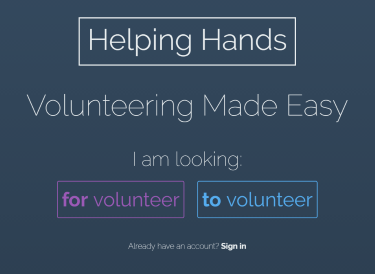 Helping Hands
Volunteering Made Easy
I am looking:
for volunteer to volunteer
Already have an account? Sign in